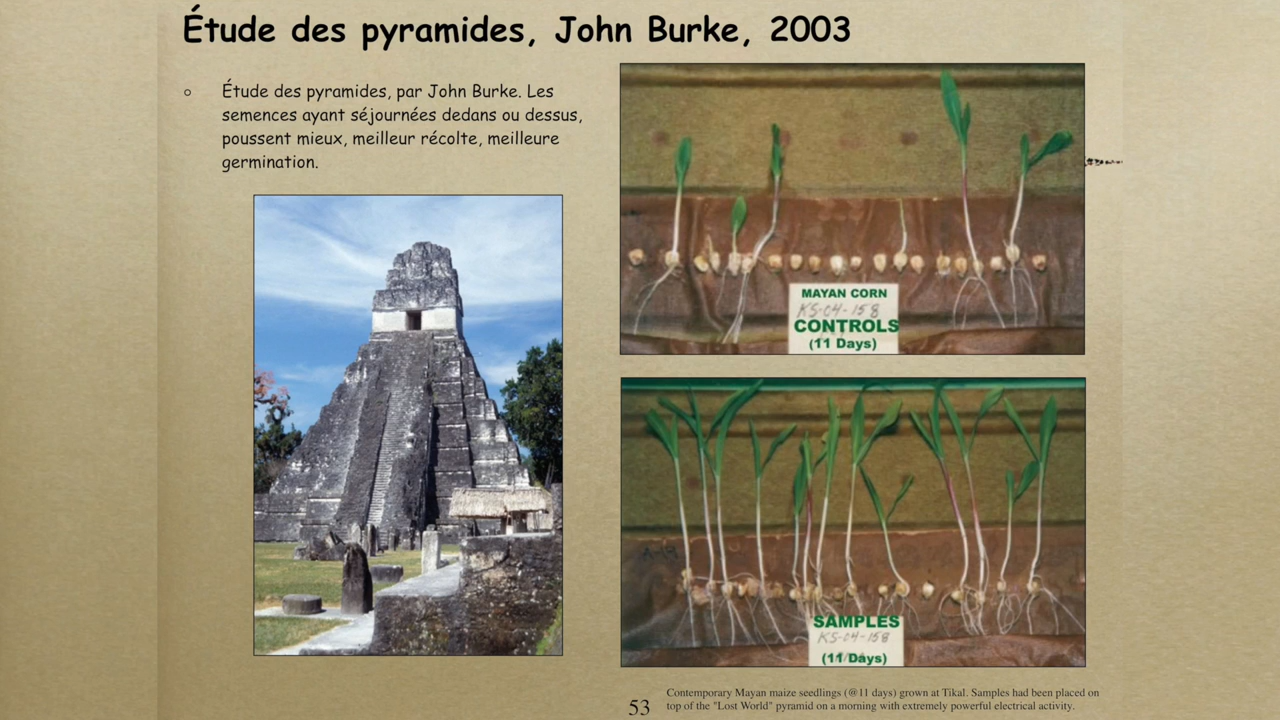 Étude des pyramides, John Burke, 2003
Étude des pyramides, par John Burke. Les
semences ayant séjournées dedans ou dessus,
poussent mieux, meilleur récolte, meilleure
germination.
MAYAN CORN
KS-04-158
CONTROLS
(11 Days)
SAMPLES
KS-04-158
(11 Days)
53
Contemporary Mayan maize seedlings (@11 days) grown at Tikal. Samples had been placed on
top of the "Lost World" pyramid on a morning with extremely powerful electrical activity.